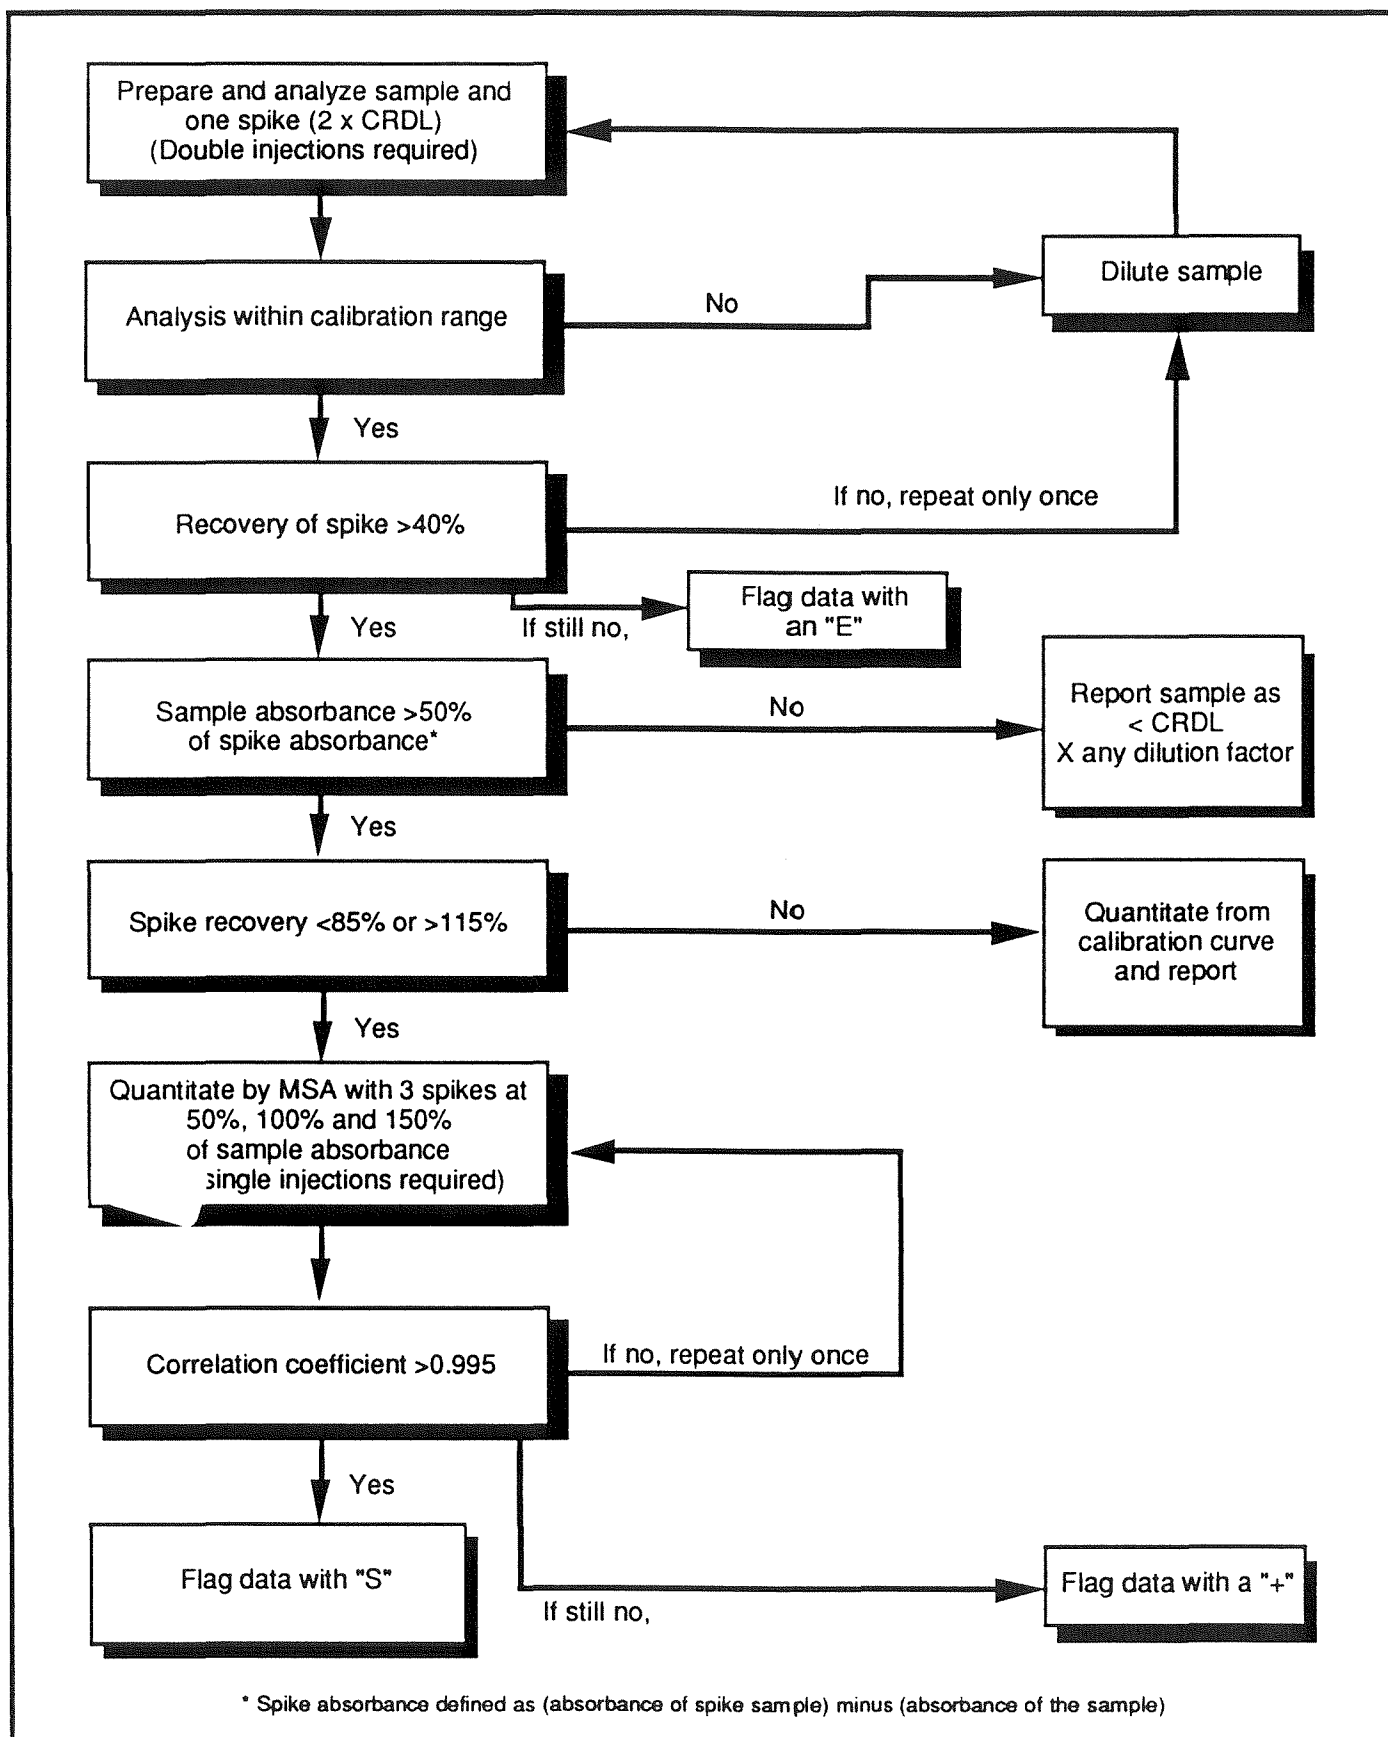 Prepare and analyze sample and
one spike (2 x CRDL)
(Double injections required)
Dilute sample
Analysis within calibration range
No
Yes
Recovery of spike >40%
If no, repeat only once
Flag data with
an "E"
Yes
If still no,
Sample absorbance >50%
of spike absorbance*
No
Report sample as
< CRDL
X any dilution factor
Yes
Spike recovery <85% or >115%
No
Quantitate from
calibration curve
and report
Yes
Quantitate by MSA with 3 spikes at
50%, 100% and 150%
of sample absorbance
single injections required)
Correlation coefficient >0.995
If no, repeat only once
Yes
Flag data with "S"
If still no,
Flag data with a "+"
* Spike absorbance defined as (absorbance of spike sample) minus (absorbance of the sample)